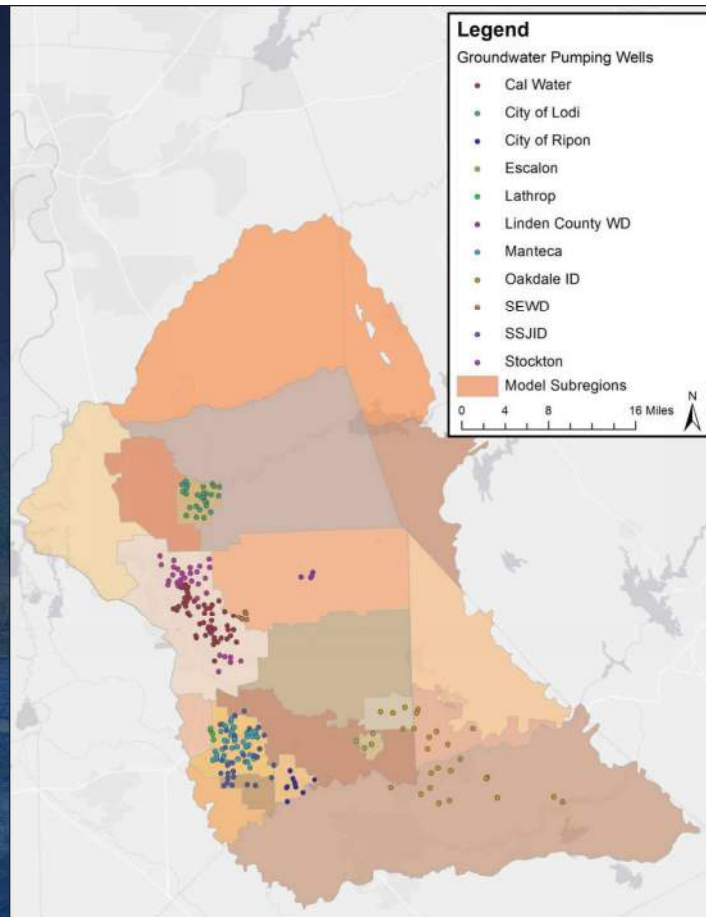 Legend
Groundwater Pumping Wells
Cal Water
City of Lodi
City of Ripon
Escalon
Lathrop
Linden County WD
Manteca
Oakdale ID
SEWD
SSJID
Stockton
Model Subregions
N
0 4 8 16 Miles